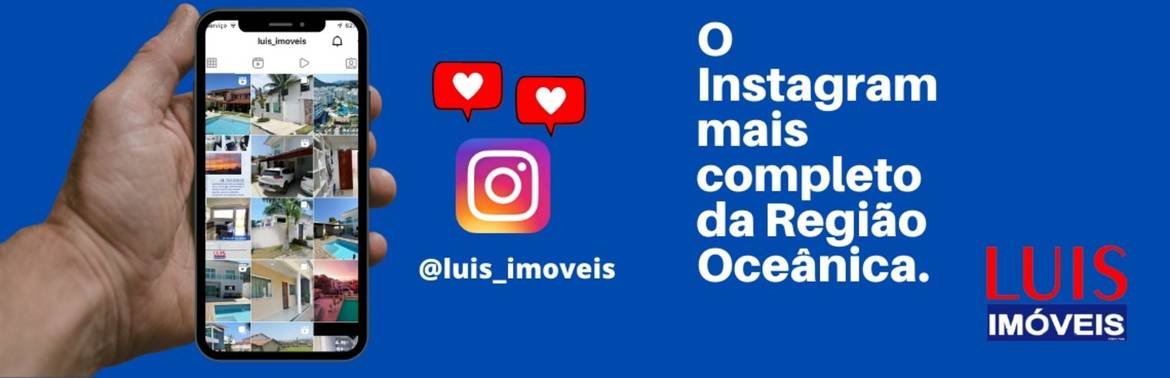 luis_imoveis
@luis_imoveis
O
Instagram
mais
completo
da Região
Oceânica.
LUIS
IMÓVEIS